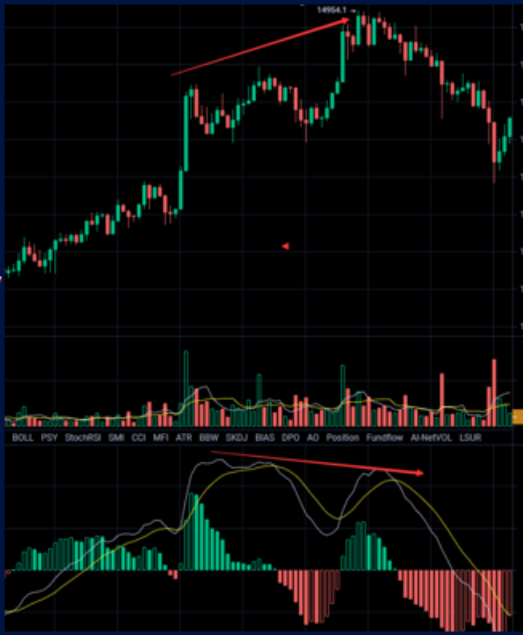 14954.1
BOLL PSY StochRSI SMI CCI MFI ATR BBW SKDJ BIAS DPO AO Position Fundflow AI-NetVOL LSUR